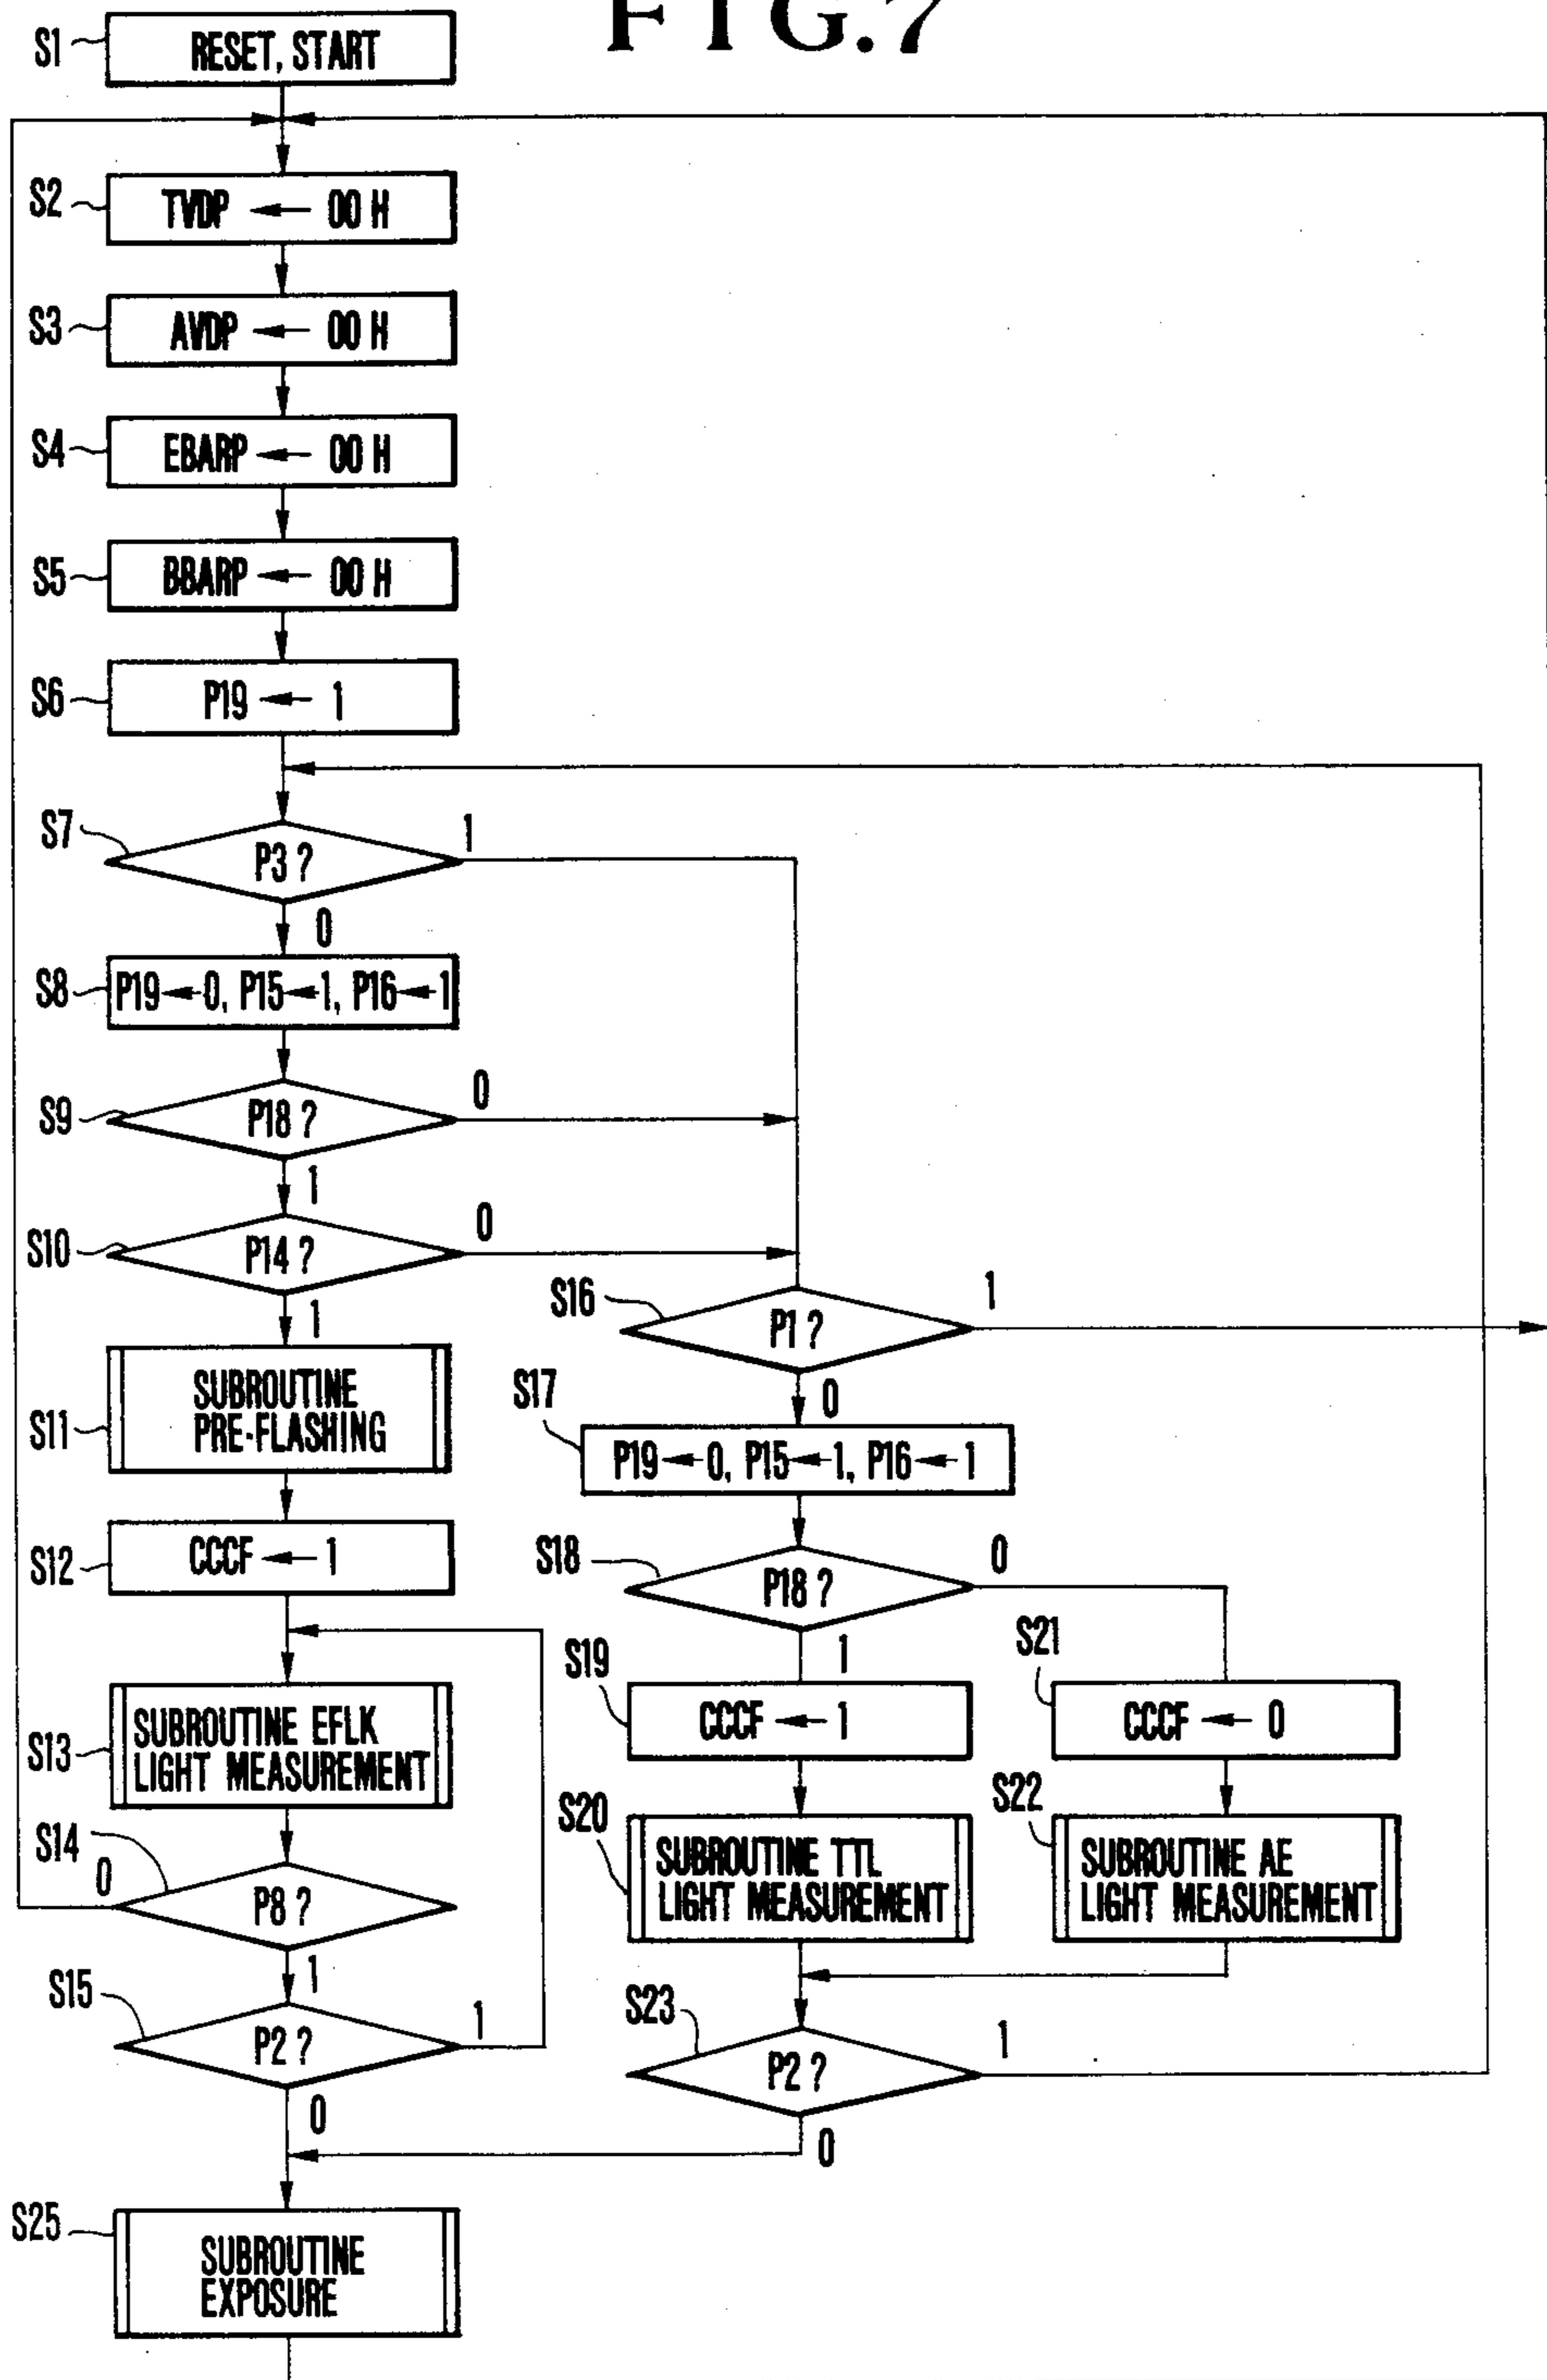 FIG.7
S1
RESET, START
S2
TVDP ← 00 H
S3
AVDP ← 00 H
S4
EBARP ← 00 H
S5
BBARP ← 00 H
S6
P19 ← 1
S7
P3 ?
1
0
S8
P19←0, P15←1, P16←1
S9
P18 ?
0
1
S10
P14 ?
0
1
S16
P1 ?
1
0
S11
SUBROUTINE
PRE-FLASHING
S17
P19←0, P15←1, P16←1
S12
CCCF ← 1
S18
P18 ?
0
1
S13
SUBROUTINE EFLK
LIGHT MEASUREMENT
S19
CCCF ← 1
S21
CCCF ← 0
S14
P8 ?
0
1
S20
SUBROUTINE TTL
LIGHT MEASUREMENT
S22
SUBROUTINE AE
LIGHT MEASUREMENT
S15
P2 ?
1
0
S23
P2 ?
1
0
S25
SUBROUTINE
EXPOSURE